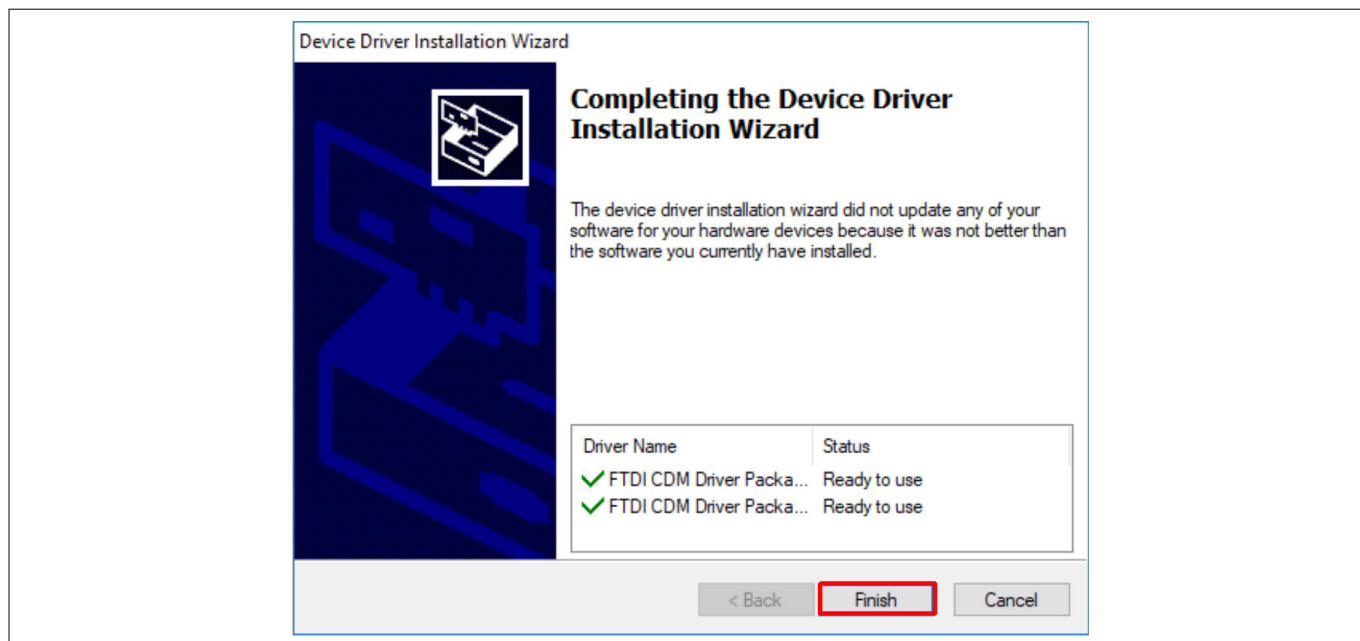 Device Driver Installation Wizard
Completing the Device Driver
Installation Wizard
The device driver installation wizard did not update any of your
software for your hardware devices because it was not better than
the software you currently have installed.
Driver Name Status
FTDI CDM Driver Packa... Ready to use
FTDI CDM Driver Packa... Ready to use
< Back Finish Cancel